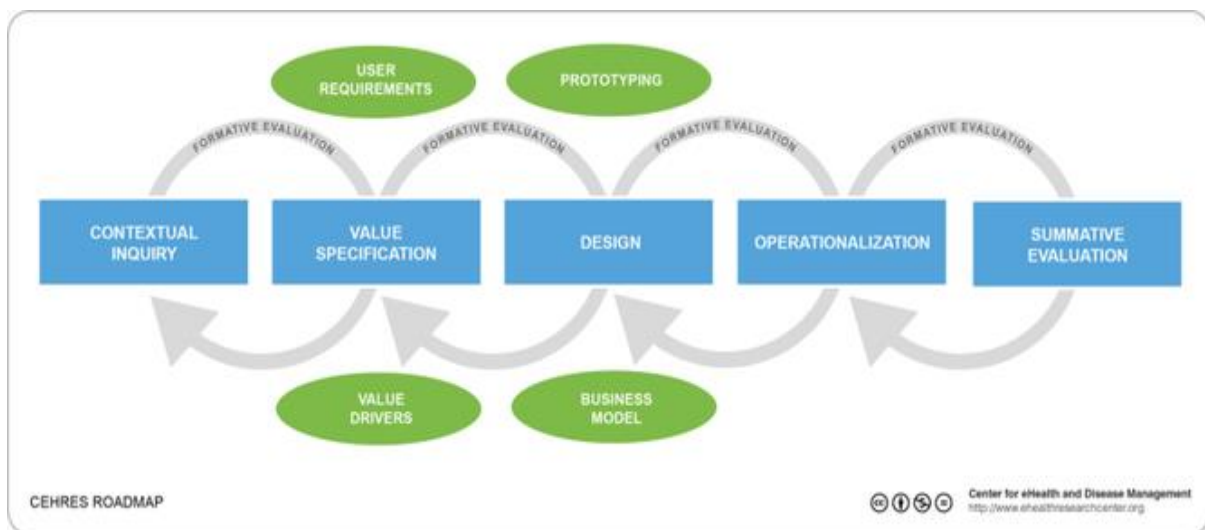 USER
REQUIREMENTS
PROTOTYPING
FORMATIVE EVALUATION
FORMATIVE EVALUATION
FORMATIVE EVALUATION
FORMATIVE EVALUATION
CONTEXTUAL
INQUIRY
VALUE
SPECIFICATION
DESIGN
OPERATIONALIZATION
SUMMATIVE
EVALUATION
VALUE
DRIVERS
BUSINESS
MODEL
CEHRES ROADMAP
cc
Center for eHealth and Disease Management
http://www.ehealthresearchcenter.org